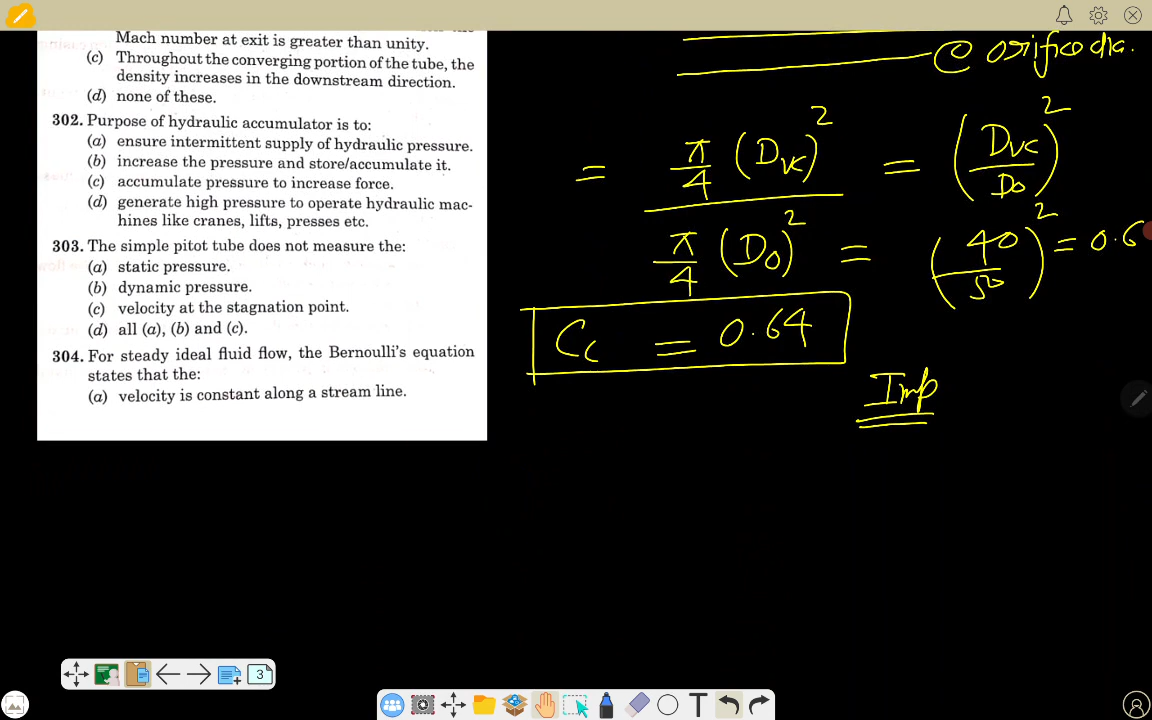 Mach number at exit is greater than unity.
(c) Throughout the converging portion of the tube, the
density increases in the downstream direction.
(d) none of these.
302. Purpose of hydraulic accumulator is to:
(a) ensure intermittent supply of hydraulic pressure.
(b) increase the pressure and store/accumulate it.
(c) accumulate pressure to increase force.
(d) generate high pressure to operate hydraulic mac-
hines like cranes, lifts, presses etc.
303. The simple pitot tube does not measure the:
(a) static pressure.
(b) dynamic pressure.
(c) velocity at the stagnation point.
(d) all (a), (b) and (c).
304. For steady ideal fluid flow, the Bernoulli's equation
states that the:
(a) velocity is constant along a stream line.
@ orifice dia.
= π/4 (Dvc)² / π/4 (Do)² = (Dvc/Do)²
= (40/50)² = 0.6
Cc = 0.64
Imp
3
T